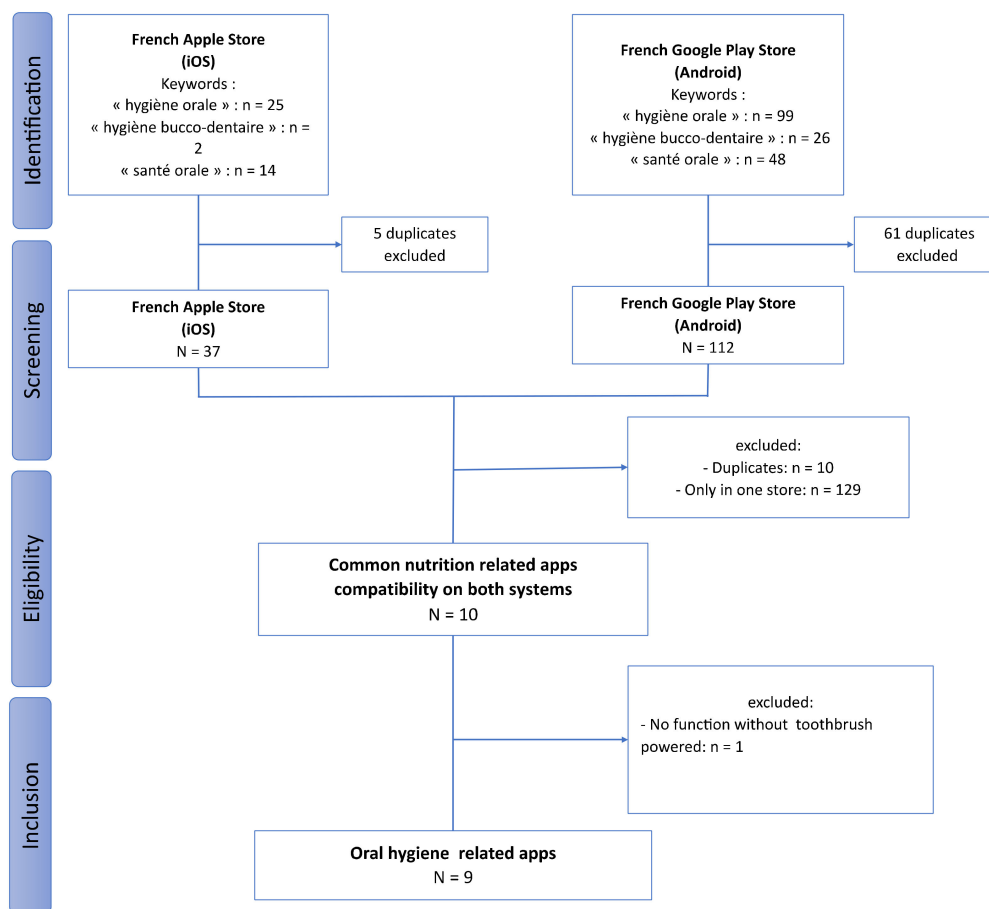 Identification
French Apple Store
(iOS)
Keywords :
« hygiène orale » : n = 25
« hygiène bucco-dentaire » : n =
2
« santé orale » : n = 14
French Google Play Store
(Android)
Keywords :
« hygiène orale » : n = 99
« hygiène bucco-dentaire » : n = 26
« santé orale » : n = 48
5 duplicates
excluded
61 duplicates
excluded
Screening
French Apple Store
(iOS)
N = 37
French Google Play Store
(Android)
N = 112
excluded:
- Duplicates: n = 10
- Only in one store: n = 129
Eligibility
Common nutrition related apps
compatibility on both systems
N = 10
excluded:
- No function without  toothbrush
powered: n = 1
Inclusion
Oral hygiene  related apps
N = 9